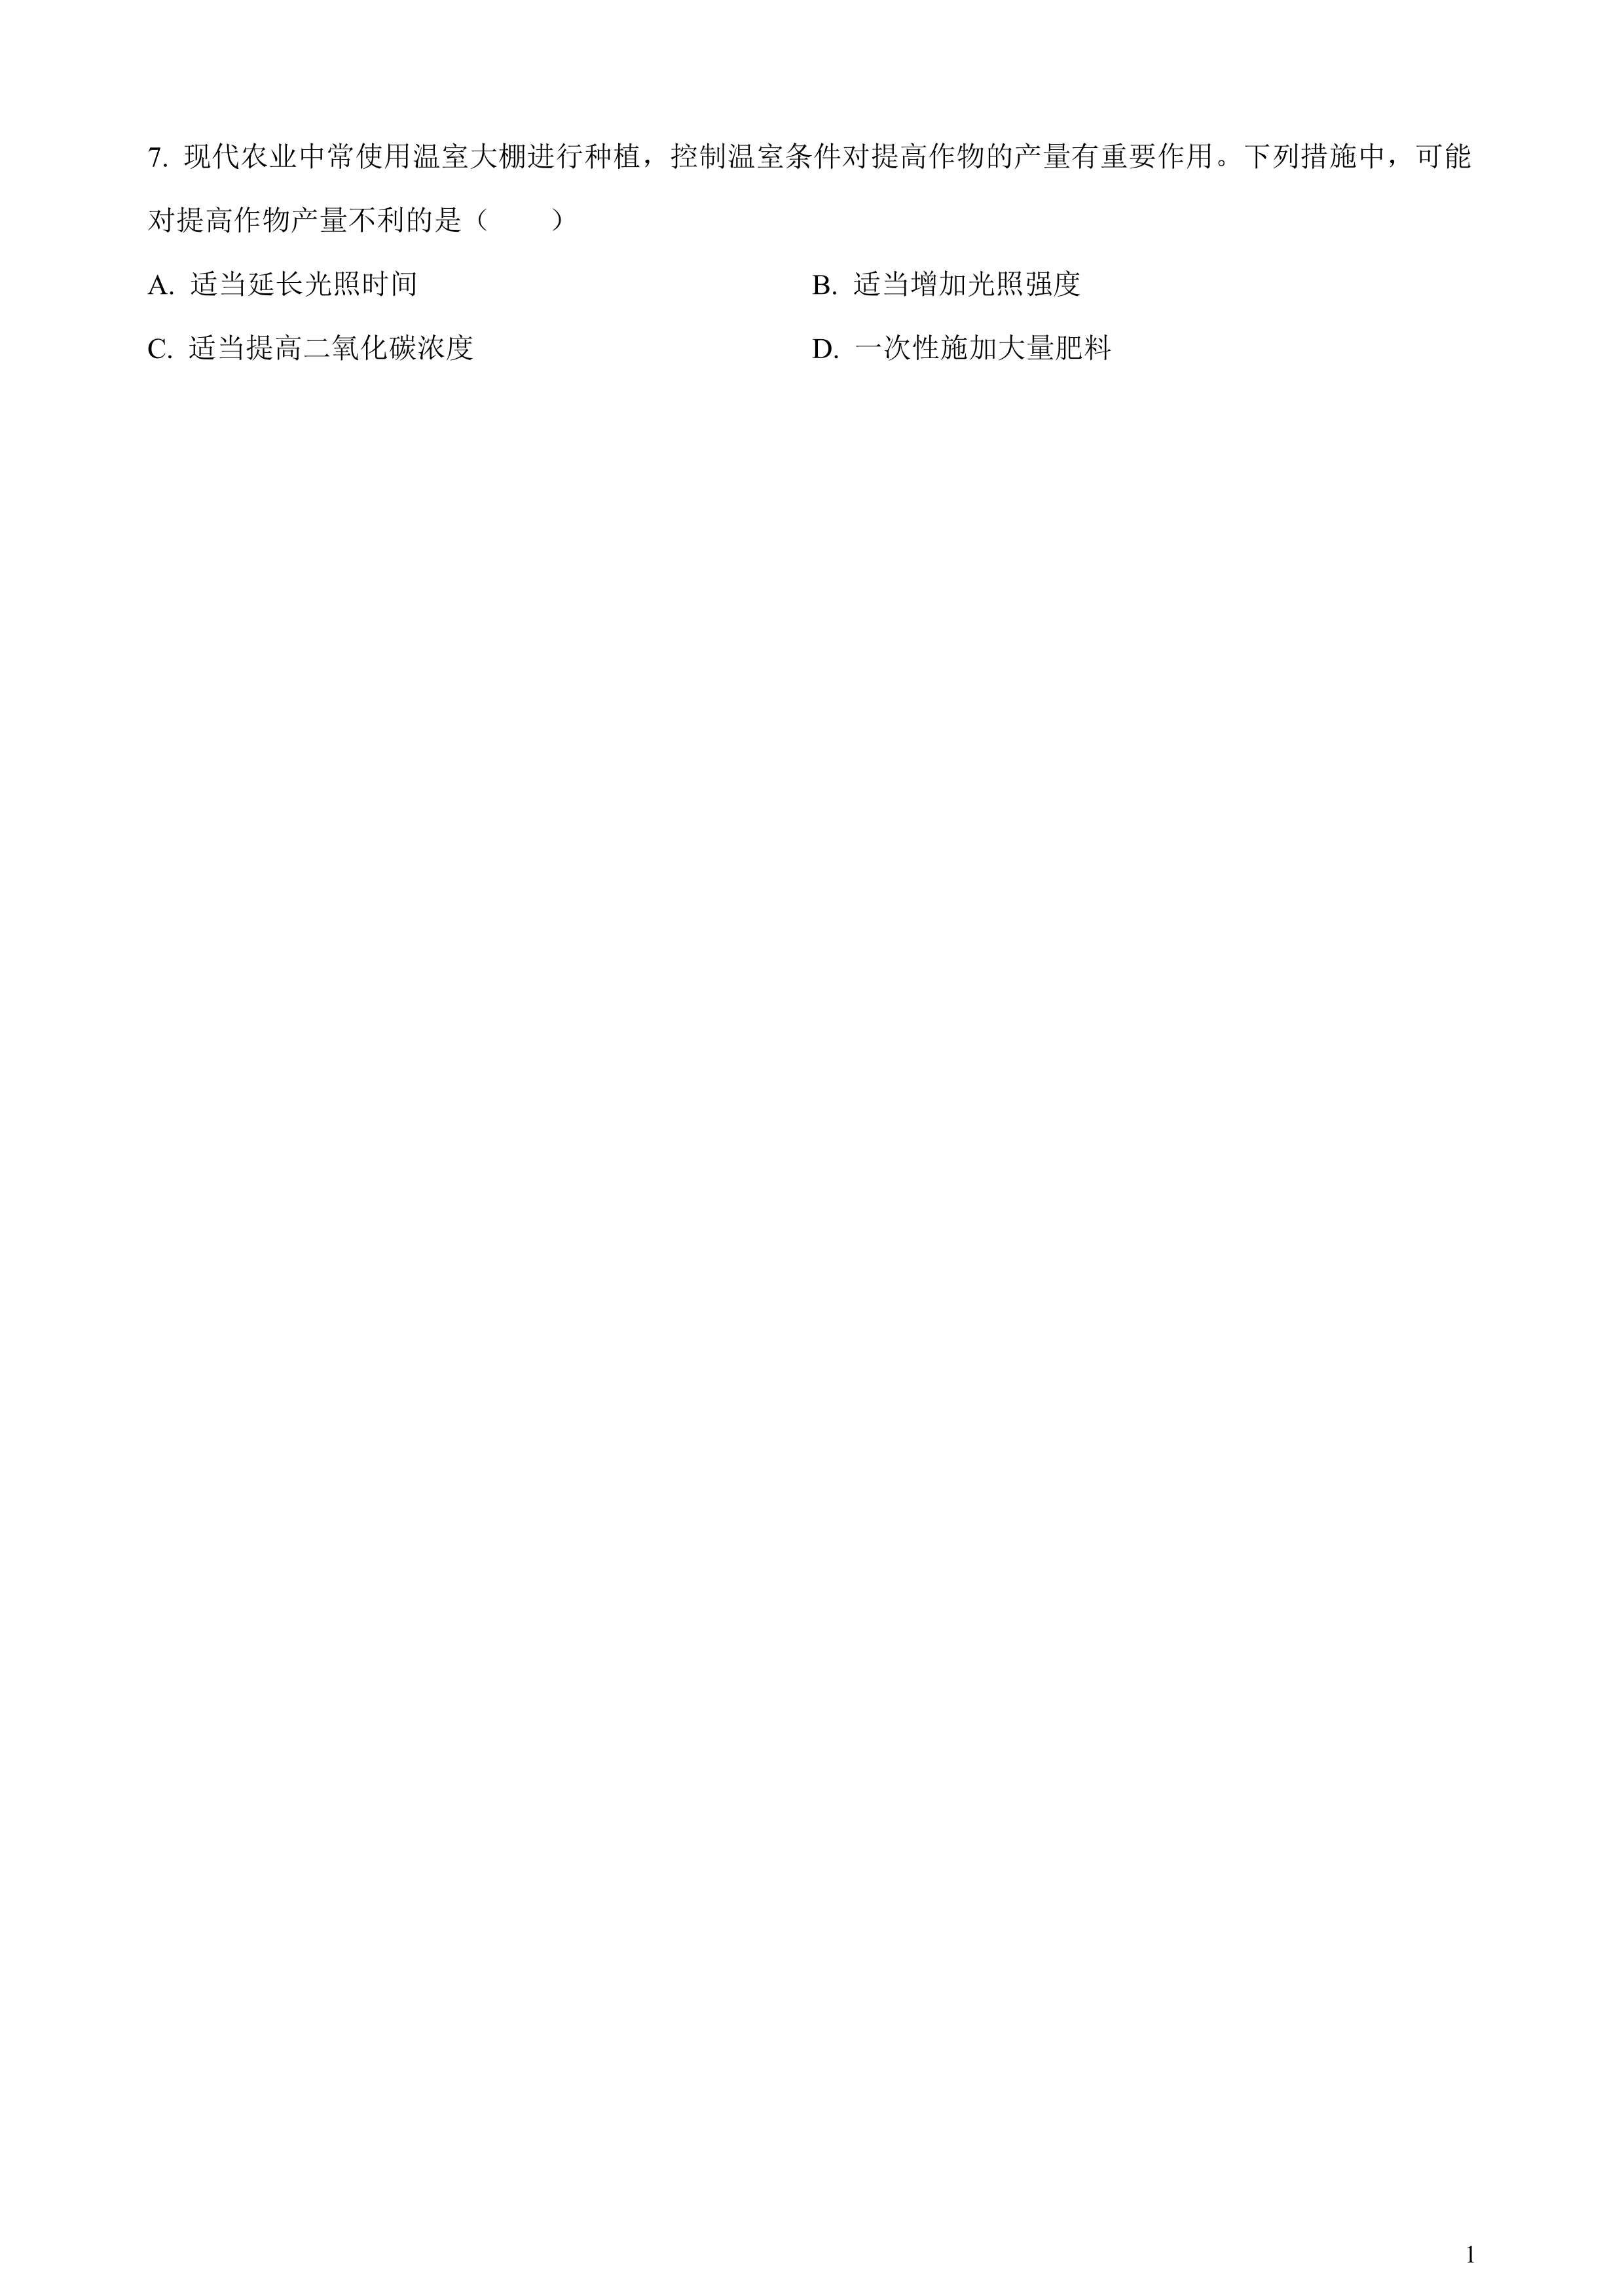 7. 现代农业中常使用温室大棚进行种植，控制温室条件对提高作物的产量有重要作用。下列措施中，可能
对提高作物产量不利的是（　　）
A. 适当延长光照时间　　B. 适当增加光照强度
C. 适当提高二氧化碳浓度　　D. 一次性施加大量肥料
1